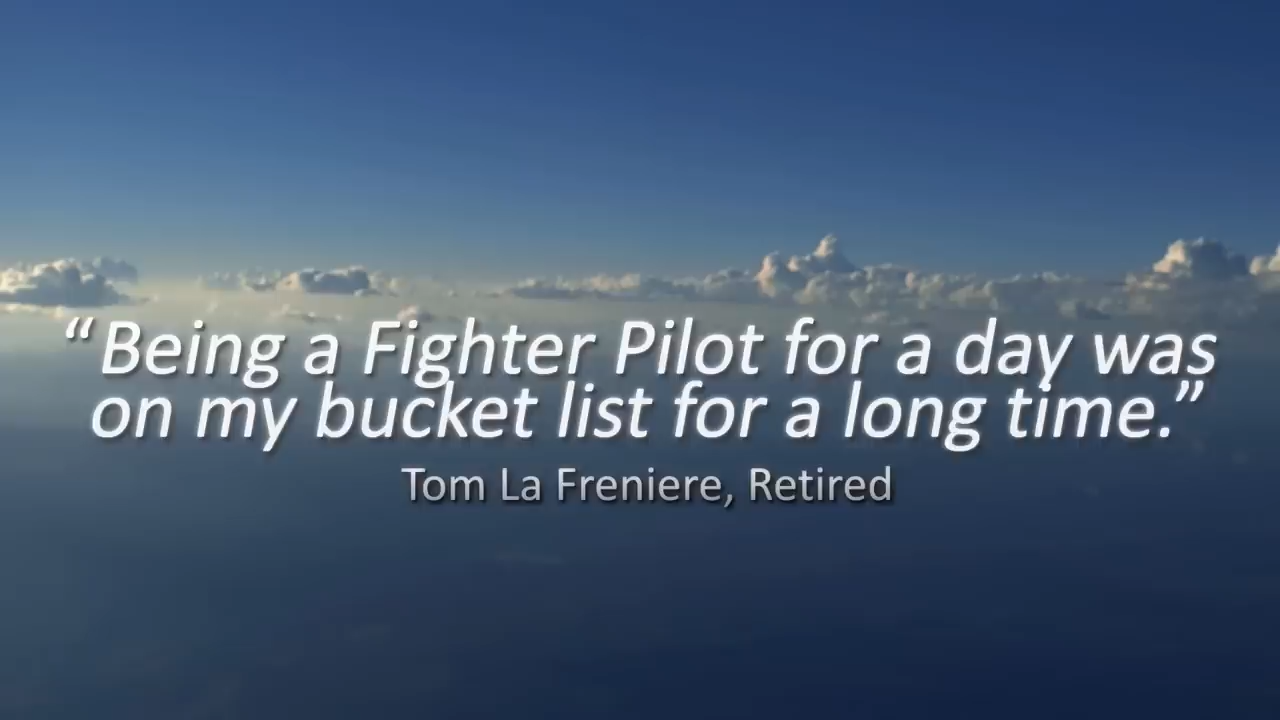 “Being a Fighter Pilot for a day was
on my bucket list for a long time.”
Tom La Freniere, Retired